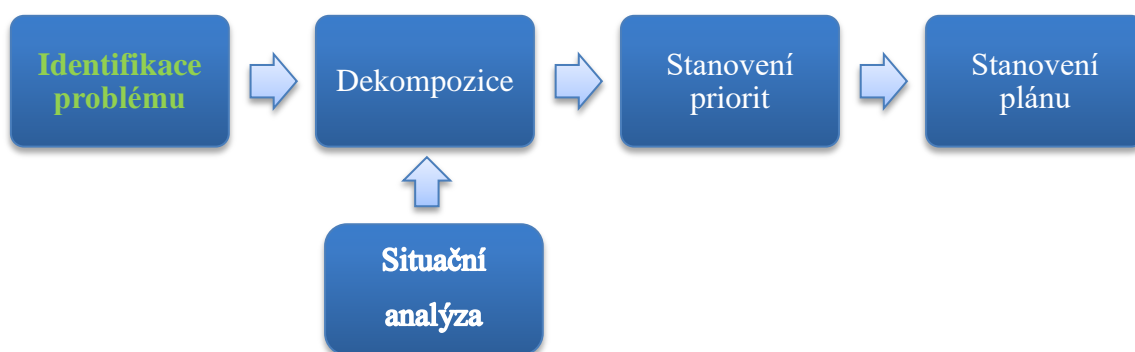 Identifikace
problému
Dekompozice
Stanovení
priorit
Stanovení
plánu
Situační
analýza